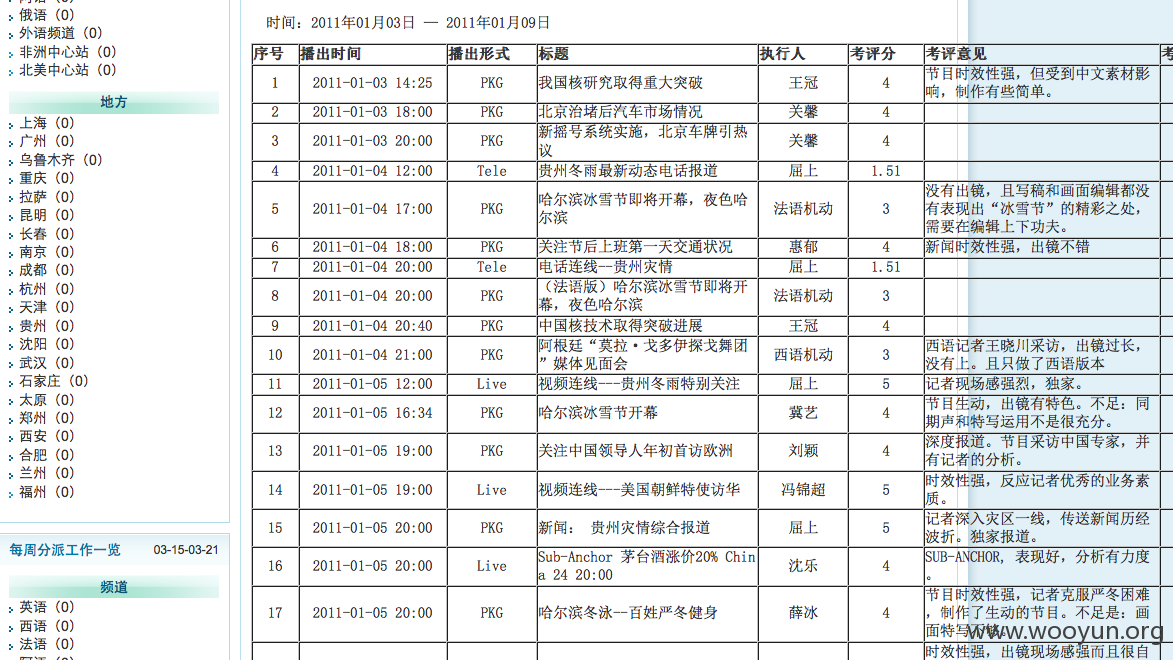 俄语 (0)
外语频道 (0)
非洲中心站 (0)
北美中心站 (0)
地方
上海 (0)
广州 (0)
乌鲁木齐 (0)
重庆 (0)
拉萨 (0)
昆明 (0)
长春 (0)
南京 (0)
成都 (0)
杭州 (0)
天津 (0)
贵州 (0)
沈阳 (0)
武汉 (0)
石家庄 (0)
太原 (0)
郑州 (0)
西安 (0)
合肥 (0)
兰州 (0)
福州 (0)
每周分派工作一览 03-15-03-21
频道
英语 (0)
西语 (0)
法语 (0)
时间: 2011年01月03日 — 2011年01月09日
序号 播出时间 播出形式 标题 执行人 考评分 考评意见 考
1 2011-01-03 14:25 PKG 我国核研究取得重大突破 王冠 4 节目时效性强，但受到中文素材影
响，制作有些简单。
2 2011-01-03 18:00 PKG 北京治堵后汽车市场情况 关馨 4
3 2011-01-03 20:00 PKG 新摇号系统实施，北京车牌引热
议 关馨 4
4 2011-01-04 12:00 Tele 贵州冬雨最新动态电话报道 屈上 1.51
5 2011-01-04 17:00 PKG 哈尔滨冰雪节即将开幕，夜色哈
尔滨 法语机动 3 没有出镜，且写稿和画面编辑都没
有表现出“冰雪节”的精彩之处，
需要在编辑上下功夫。
6 2011-01-04 18:00 PKG 关注节后上班第一天交通状况 惠郁 4 新闻时效性强，出镜不错
7 2011-01-04 20:00 Tele 电话连线--贵州灾情 屈上 1.51
8 2011-01-04 20:00 PKG （法语版）哈尔滨冰雪节即将开
幕，夜色哈尔滨 法语机动 3
9 2011-01-04 20:40 PKG 中国核技术取得突破进展 王冠 4
10 2011-01-04 21:00 PKG 阿根廷“莫拉·戈多伊探戈舞团
”媒体见面会 西语机动 3 西语记者王晓川采访，出镜过长，
没有上。且只做了西语版本
11 2011-01-05 12:00 Live 视频连线---贵州冬雨特别关注 屈上 5 记者现场感强烈，独家。
12 2011-01-05 16:34 PKG 哈尔滨冰雪节开幕 冀艺 4 节目生动，出镜有特色。不足：同
期声和特写运用不是很充分。
13 2011-01-05 19:00 PKG 关注中国领导人年初首访欧洲 刘颖 4 深度报道。节目采访中国专家，并
有记者的分析。
14 2011-01-05 19:00 Live 视频连线---美国朝鲜特使访华 冯锦超 5 时效性强，反应记者优秀的业务素
质。
15 2011-01-05 20:00 PKG 新闻： 贵州灾情综合报道 屈上 5 记者深入灾区一线，传送新闻历经
波折。独家报道。
16 2011-01-05 20:00 Live Sub-Anchor 茅台酒涨价20% Chin
a 24 20:00 沈乐 4 SUB-ANCHOR, 表现好，分析有力度
。
17 2011-01-05 20:00 PKG 哈尔滨冬泳--百姓严冬健身 薛冰 4 节目时效性强，记者克服严冬困难
，制作了生动的节目。不足是：画
面特写不够。
时效性强，出镜现场感强而且很自
www.wooyun.org